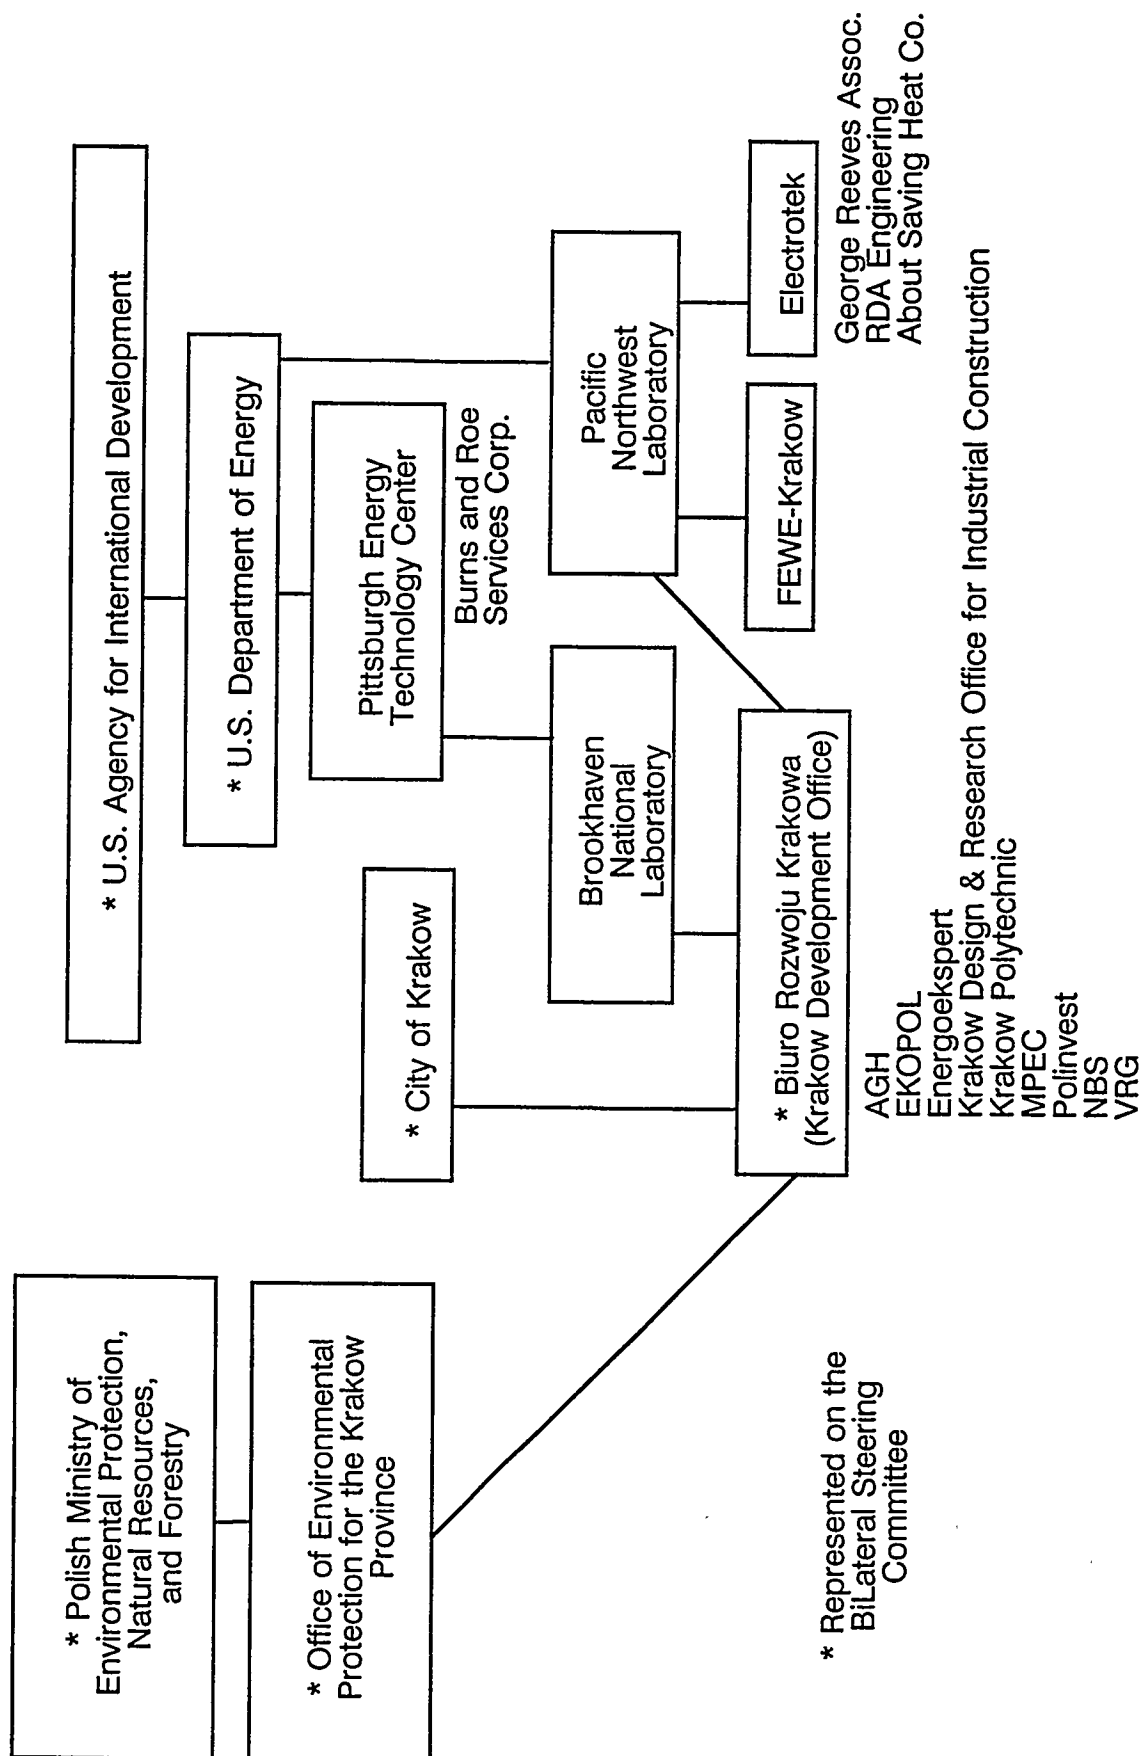 * Polish Ministry of
Environmental Protection,
Natural Resources,
and Forestry
* Office of Environmental
Protection for the Krakow
Province
* U.S. Agency for International Development
* U.S. Department of Energy
* City of Krakow
Pittsburgh Energy
Technology Center
Burns and Roe
Services Corp.
Brookhaven
National
Laboratory
Pacific
Northwest
Laboratory
* Biuro Rozwoju Krakowa
(Krakow Development Office)
FEWE-Krakow
Electrotek
AGH
EKOPOL
Energoekspert
Krakow Design & Research Office for Industrial Construction
Krakow Polytechnic
MPEC
Polinvest
NBS
VRG
George Reeves Assoc.
RDA Engineering
About Saving Heat Co.
* Represented on the
BiLateral Steering
Committee